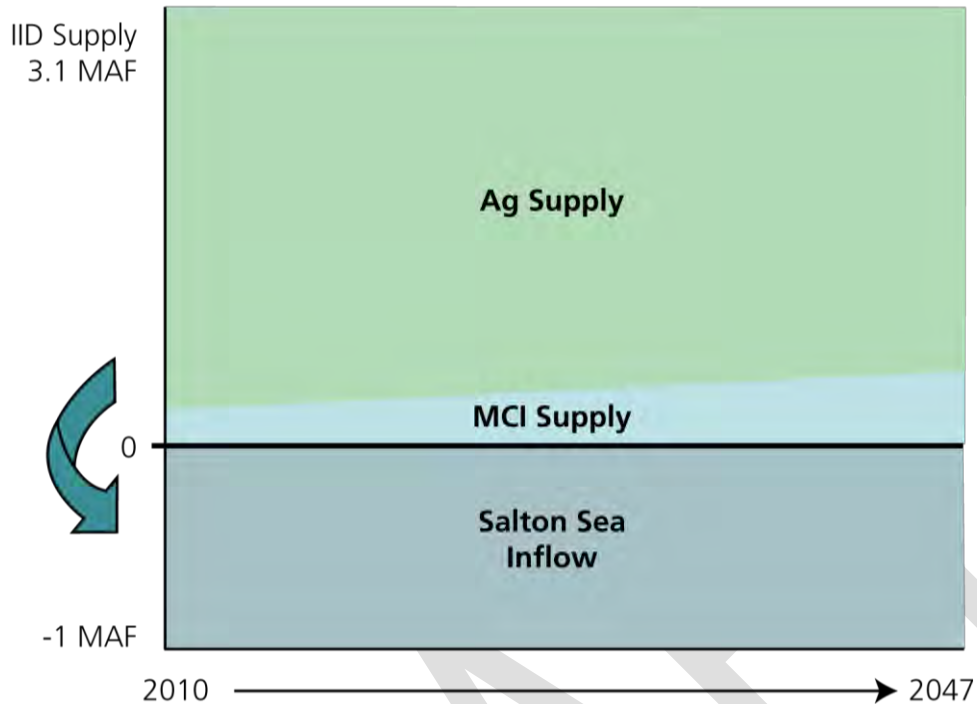 IID Supply
3.1 MAF
Ag Supply
MCI Supply
0
Salton Sea
Inflow
-1 MAF
2010
2047